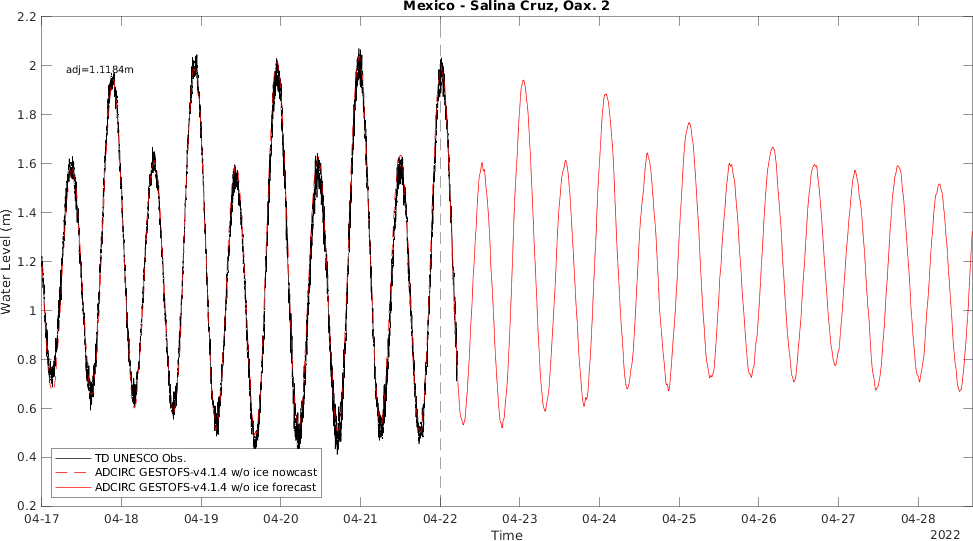 Mexico - Salina Cruz, Oax. 2
2.2
2
1.8
1.6
1.4
1.2
1
0.8
0.6
0.4
0.2
Water Level (m)
adj=1.1184m
TD UNESCO Obs.
ADCIRC GESTOFS-v4.1.4 w/o ice nowcast
ADCIRC GESTOFS-v4.1.4 w/o ice forecast
04-17 04-18 04-19 04-20 04-21 04-22 04-23 04-24 04-25 04-26 04-27 04-28
Time
2022